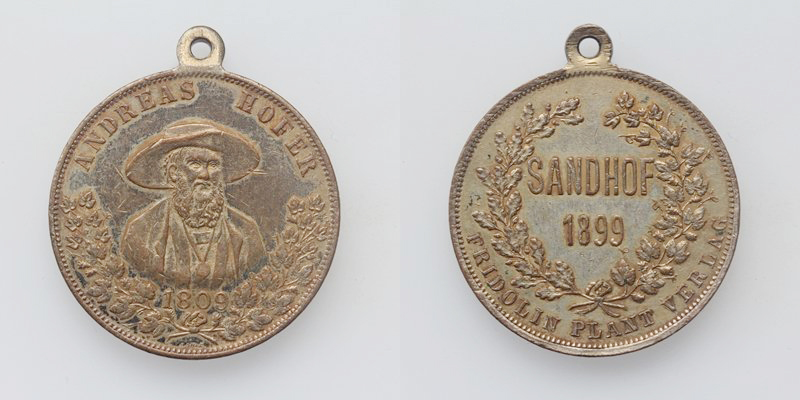 ANDREAS HOFER
1809
SANDHOF
1899
FRIDOLIN PLANT VERLAG